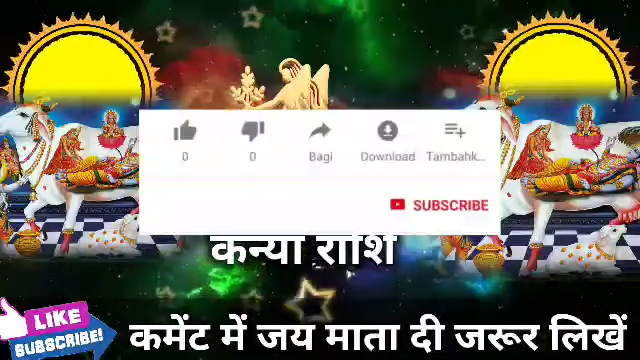 0 0 Bagi Download Tambahk...
SUBSCRIBE
कन्या राशि
LIKE
SUBSCRIBE!
कमेंट में जय माता दी जरूर लिखें